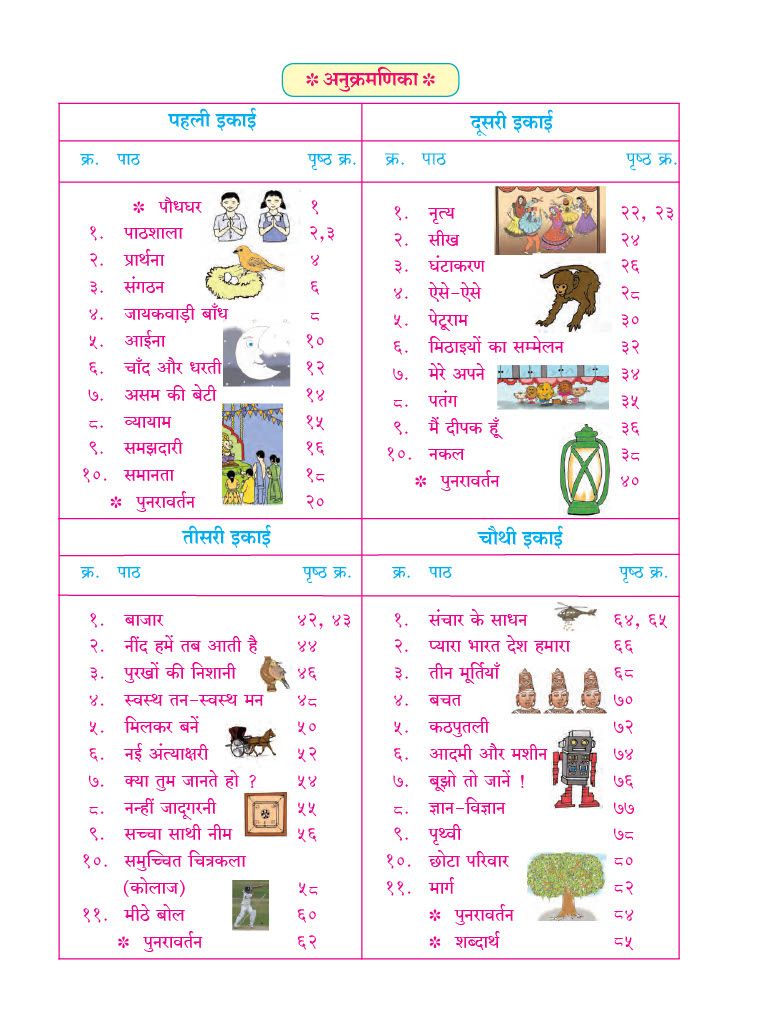 ✽ अनुक्रमणिका ✽
पहली इकाई
क्र. पाठ पृष्ठ क्र.
✽ पौधघर १
१. पाठशाला २,३
२. प्रार्थना ४
३. संगठन ६
४. जायकवाड़ी बाँध ८
५. आईना १०
६. चाँद और धरती १२
७. असम की बेटी १४
८. व्यायाम १५
९. समझदारी १६
१०. समानता १८
✽ पुनरावर्तन २०
दूसरी इकाई
क्र. पाठ पृष्ठ क्र.
१. नृत्य २२, २३
२. सीख २४
३. घंटाकरण २६
४. ऐसे-ऐसे २८
५. पेटूराम ३०
६. मिठाइयों का सम्मेलन ३२
७. मेरे अपने ३४
८. पतंग ३५
९. मैं दीपक हूँ ३६
१०. नकल ३८
✽ पुनरावर्तन ४०
तीसरी इकाई
क्र. पाठ पृष्ठ क्र.
१. बाजार ४२, ४३
२. नींद हमें तब आती है ४४
३. पुरखों की निशानी ४६
४. स्वस्थ तन-स्वस्थ मन ४८
५. मिलकर बनें ५०
६. नई अंत्याक्षरी ५२
७. क्या तुम जानते हो ? ५४
८. नन्हीं जादूगरनी ५५
९. सच्चा साथी नीम ५६
१०. समुच्चित चित्रकला
(कोलाज) ५८
११. मीठे बोल ६०
✽ पुनरावर्तन ६२
चौथी इकाई
क्र. पाठ पृष्ठ क्र.
१. संचार के साधन ६४, ६५
२. प्यारा भारत देश हमारा ६६
३. तीन मूर्तियाँ ६८
४. बचत ७०
५. कठपुतली ७२
६. आदमी और मशीन ७४
७. बूझो तो जानें ! ७६
८. ज्ञान-विज्ञान ७७
९. पृथ्वी ७८
१०. छोटा परिवार ८०
११. मार्ग ८२
✽ पुनरावर्तन ८४
✽ शब्दार्थ ८५